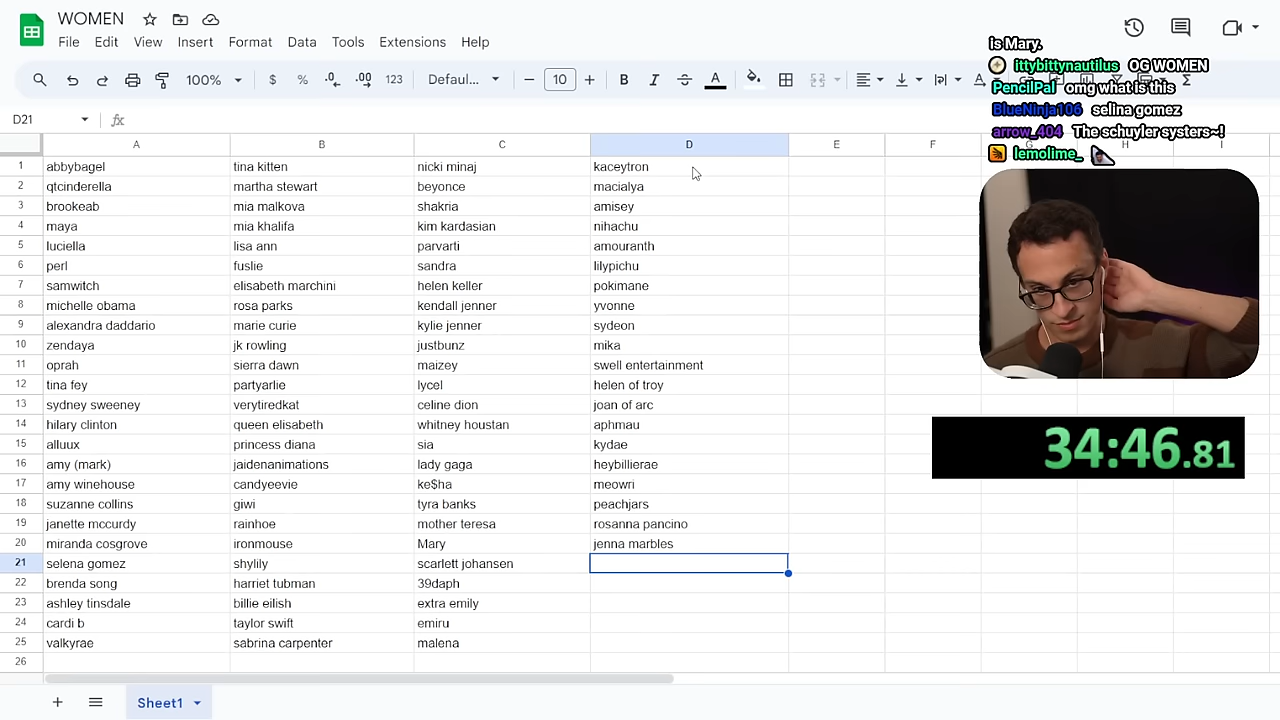 WOMEN
File Edit View Insert Format Data Tools Extensions Help
100% $ % .0 .00 123 Defaul... 10 B I A
is Mary.
ittybittynautilus OG WOMEN
PencilPal omg what is this
BlueNinja106 selina gomez
arrow_404 The schuyler systers~!
lemolime_
D21 fx
A B C D E F G H I
1 abbybagel tina kitten nicki minaj kaceytron
2 qtcinderella martha stewart beyonce macialya
3 brookeab mia malkova shakria amisey
4 maya mia khalifa kim kardasian nihachu
5 luciella lisa ann parvarti amouranth
6 perl fuslie sandra lilypichu
7 samwitch elisabeth marchini helen keller pokimane
8 michelle obama rosa parks kendall jenner yvonne
9 alexandra daddario marie curie kylie jenner sydeon
10 zendaya jk rowling justbunz mika
11 oprah sierra dawn maizey swell entertainment
12 tina fey partyarlie lycel helen of troy
13 sydney sweeney verytiredkat celine dion joan of arc
14 hilary clinton queen elisabeth whitney houstan aphmau
15 alluux princess diana sia kydae
16 amy (mark) jaidenanimations lady gaga heybillierae
17 amy winehouse candyeevie ke$ha meowri
18 suzanne collins giwi tyra banks peachjars
19 janette mccurdy rainhoe mother teresa rosanna pancino
20 miranda cosgrove ironmouse Mary jenna marbles
21 selena gomez shylily scarlett johansen
22 brenda song harriet tubman 39daph
23 ashley tinsdale billie eilish extra emily
24 cardi b taylor swift emiru
25 valkyrae sabrina carpenter malena
26
34:46.81
Sheet1